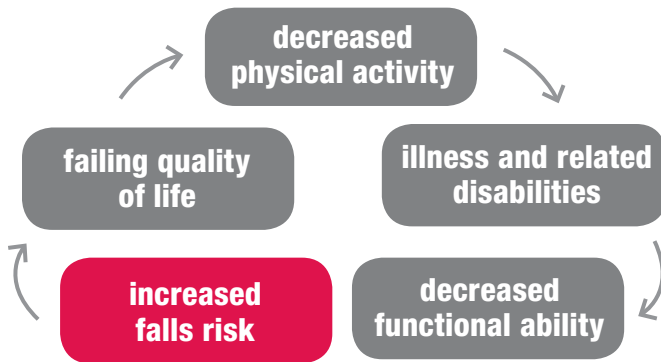 decreased
physical activity
illness and related
disabilities
decreased
functional ability
increased
falls risk
failing quality
of life